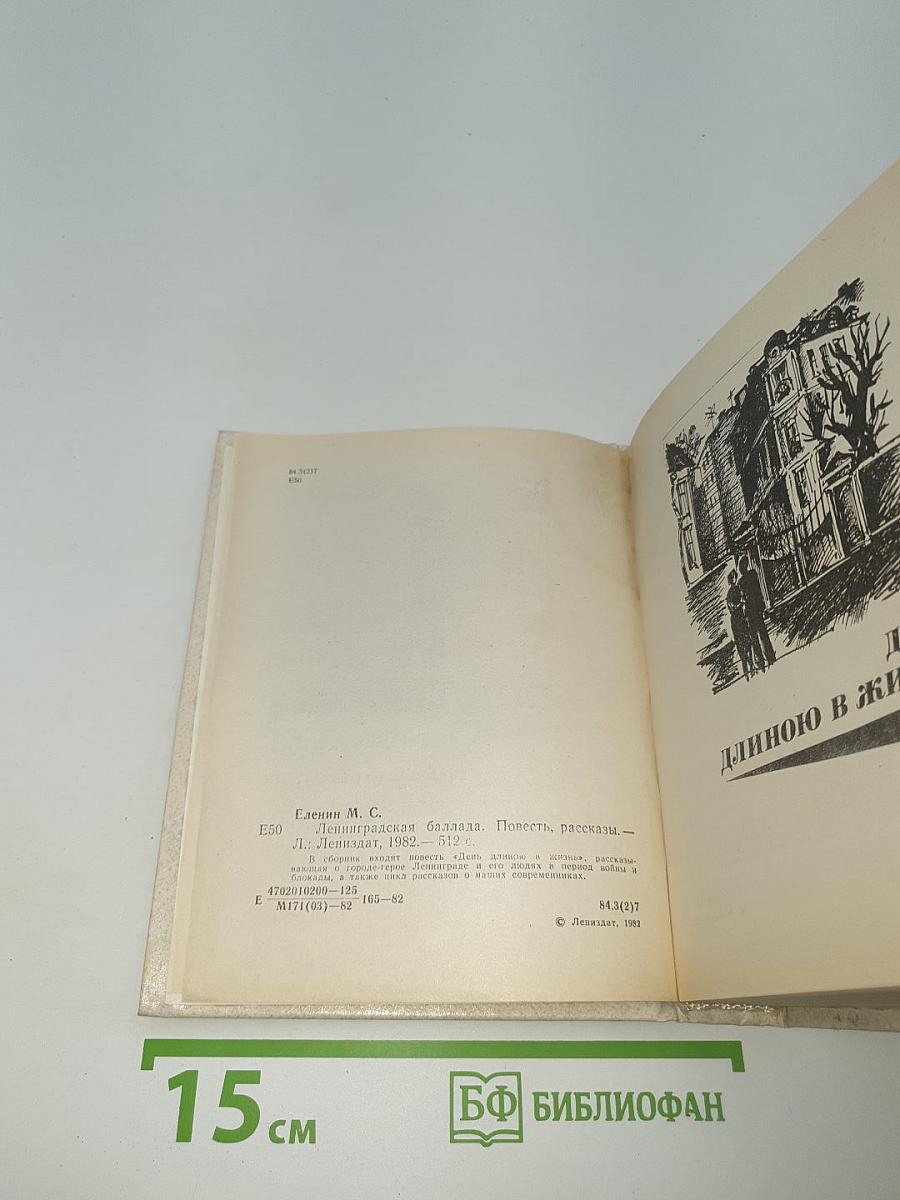 84.3(2)7
Е50
Еленин М. С.
Е50 Ленинградская баллада. Повесть, рассказы.—
Л.: Лениздат, 1982.— 512 с.
В сборник входят повесть «День длиною в жизнь», рассказы-
вающая о городе-герое Ленинграде и его людях в период войны и
блокады, а также цикл рассказов о наших современниках.
Е 4702010200—125
М171(03)—82 165—82
84.3(2)7
© Лениздат, 1982
Д
ДЛИНОЮ В ЖИ
15 см
БФ БИБЛИОФАН